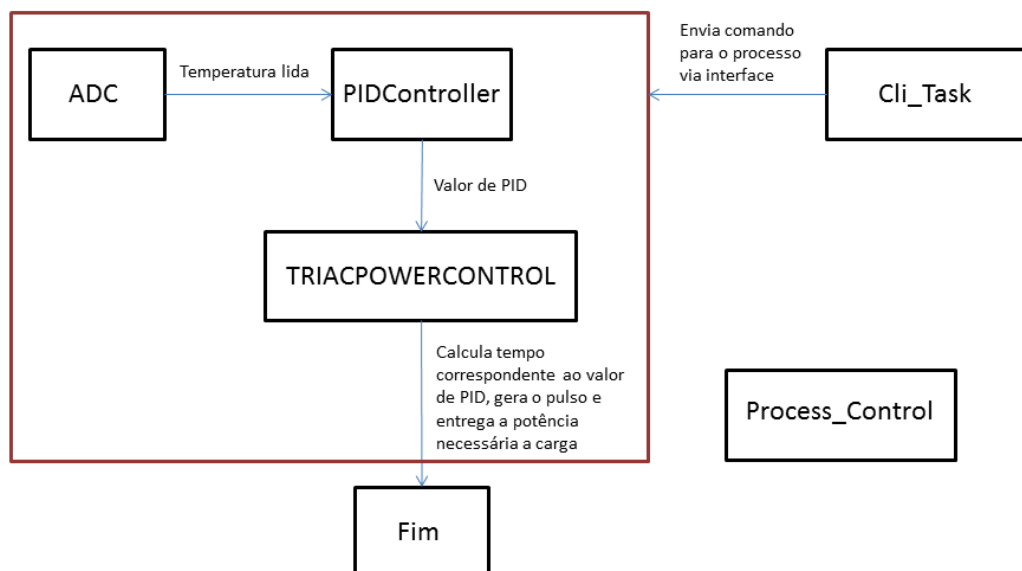 Envia comando
para o processo
via interface
ADC
Temperatura lida
PIDController
Cli_Task
Valor de PID
TRIACPOWERCONTROL
Calcula tempo
correspondente ao valor
de PID, gera o pulso e
entrega a potência
necessária a carga
Process_Control
Fim